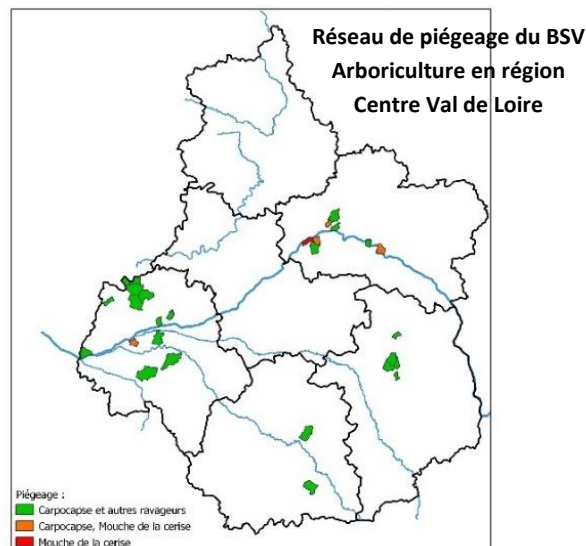 Réseau de piégeage du BSV
Arboriculture en région
Centre Val de Loire
Piégeage :
Carpocapse et autres ravageurs
Carpocapse, Mouche de la cerise
Mouche de la cerise